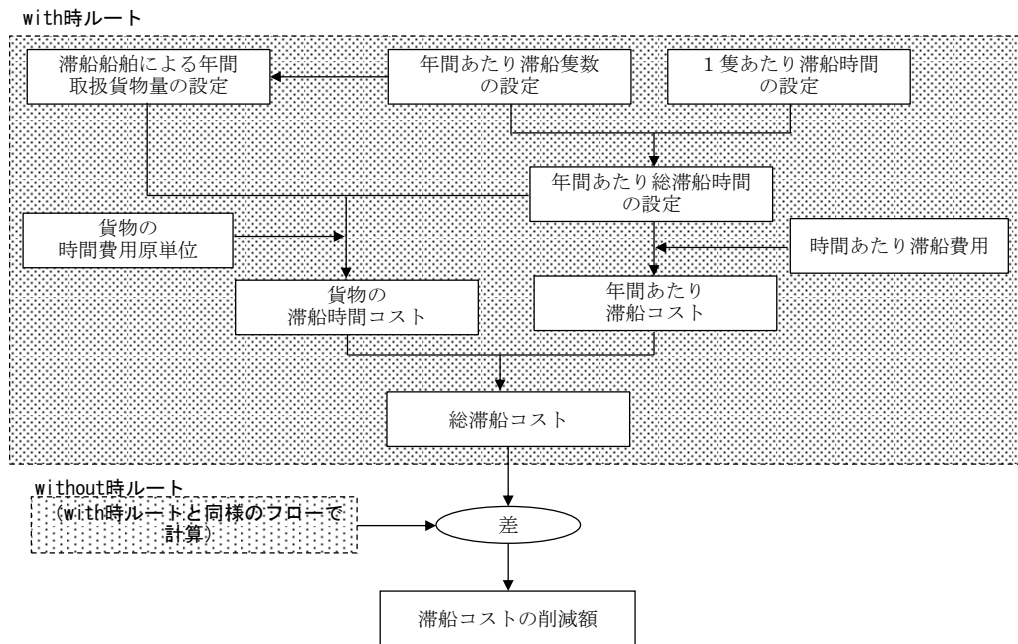 with時ルート
滞船船舶による年間
取扱貨物量の設定
年間あたり滞船隻数
の設定
１隻あたり滞船時間
の設定
年間あたり総滞船時間
の設定
貨物の
時間費用原単位
時間あたり滞船費用
貨物の
滞船時間コスト
年間あたり
滞船コスト
総滞船コスト
without時ルート
（with時ルートと同様のフローで
計算）
差
滞船コストの削減額